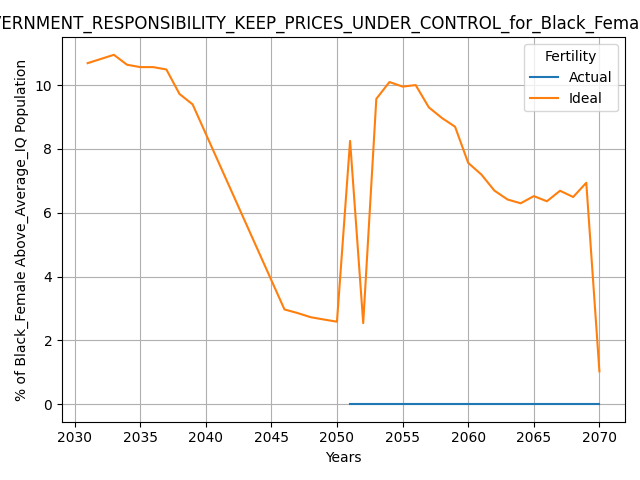 VERNMENT_RESPONSIBILITY_KEEP_PRICES_UNDER_CONTROL_for_Black_Fema
Fertility
Actual
Ideal
% of Black_Female Above_Average_IQ Population
10
8
6
4
2
0
2030 2035 2040 2045 2050 2055 2060 2065 2070
Years